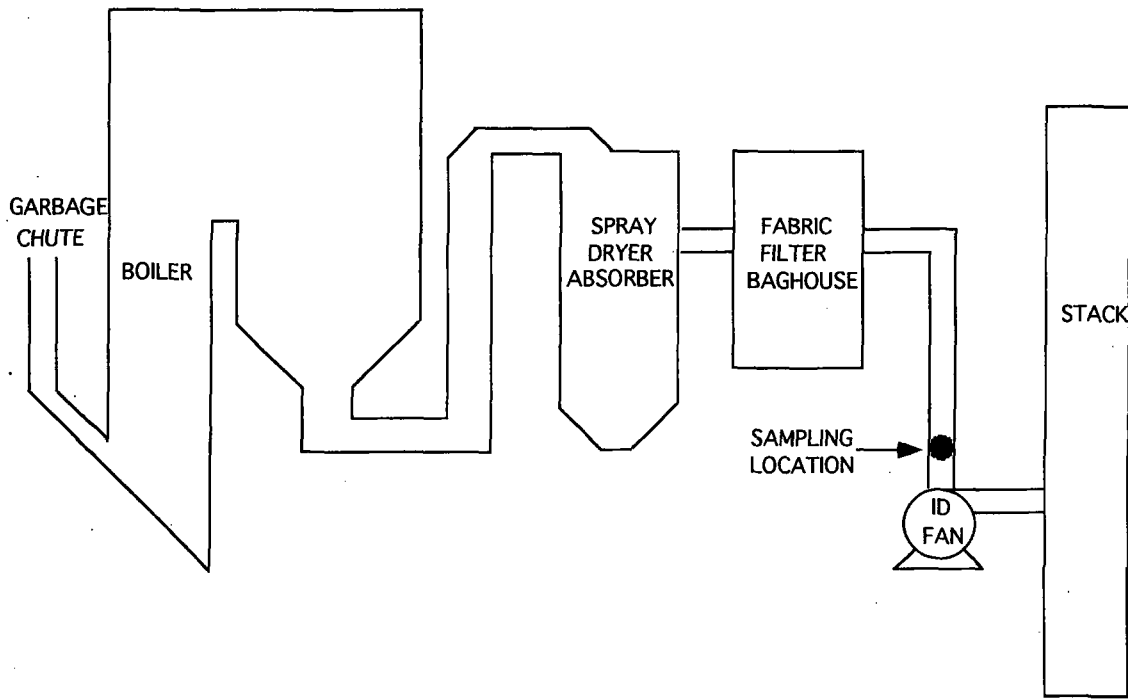 GARBAGE
CHUTE
BOILER
SPRAY
DRYER
ABSORBER
FABRIC
FILTER
BAGHOUSE
STACK
SAMPLING
LOCATION
ID
FAN